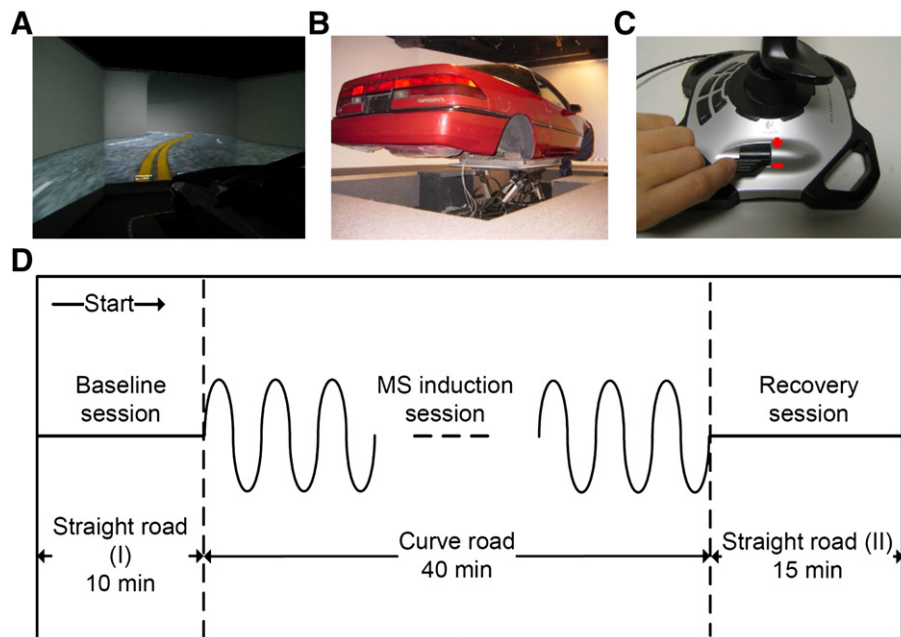 A
B
C
D
Start
Baseline
session
MS induction
session
Recovery
session
Straight road
(I)
10 min
Curve road
40 min
Straight road (II)
15 min